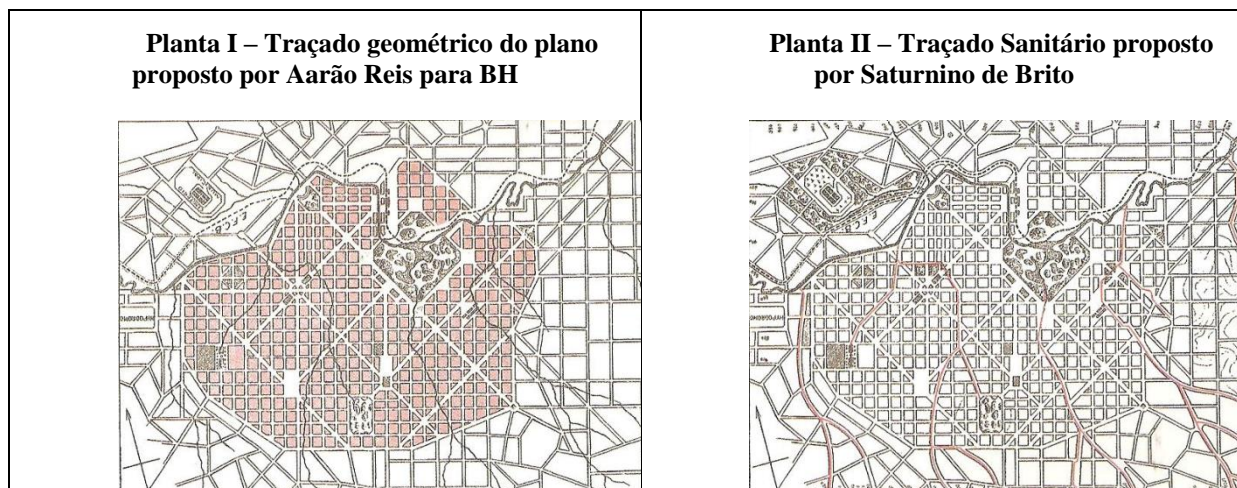 Planta I – Traçado geométrico do plano
proposto por Aarão Reis para BH
Planta II – Traçado Sanitário proposto
por Saturnino de Brito